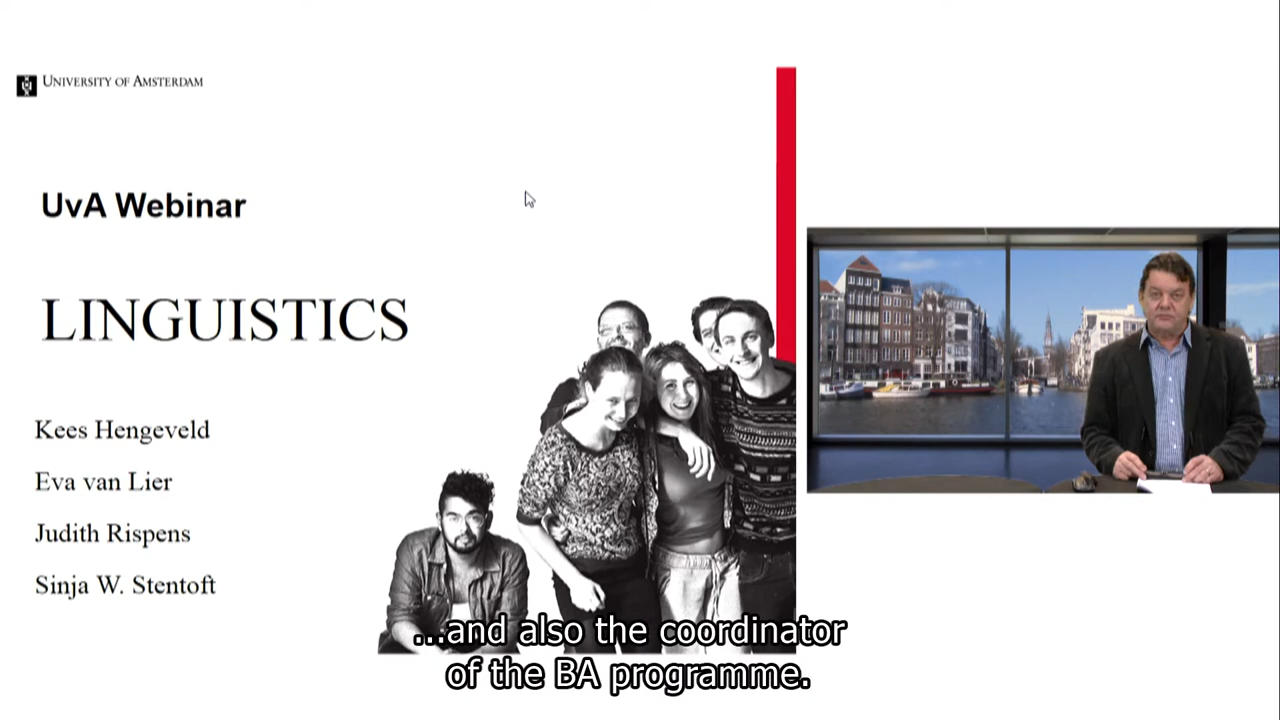 UNIVERSITY OF AMSTERDAM
UvA Webinar
LINGUISTICS
Kees Hengeveld
Eva van Lier
Judith Rispens
Sinja W. Stentoft
...and also the coordinator
of the BA programme.